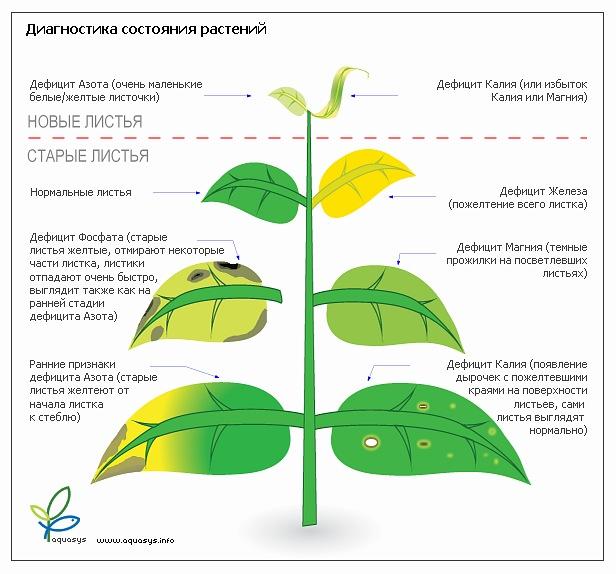 Диагностика состояния растений
Дефицит Азота (очень маленькие
белые/желтые листочки)
Дефицит Калия (или избыток
Калия или Магния)
НОВЫЕ ЛИСТЬЯ
СТАРЫЕ ЛИСТЬЯ
Нормальные листья
Дефицит Железа
(пожелтение всего листка)
Дефицит Фосфата (старые
листья желтые, отмирают некоторые
части листка, листики
отпадают очень быстро,
выглядит также как на
ранней стадии
дефицита Азота)
Дефицит Магния (темные
прожилки на посветлевших
листьях)
Ранние признаки
дефицита Азота (старые
листья желтеют от
начала листка
к стеблю)
Дефицит Калия (появление
дырочек с пожелтевшими
краями на поверхности
листьев, сами
листья выглядят
нормально)
aquasys www.aquasys.info